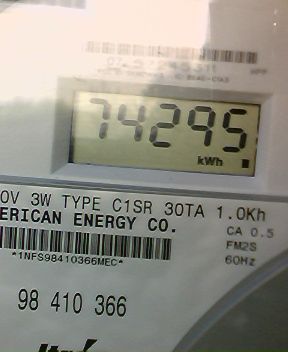 74295
kWh
0V 3W TYPE C1SR 30TA 1.0Kh
ERICAN ENERGY CO.
CA 0.5
FM2S
60Hz
*1NFS98410366MEC*
98 410 366